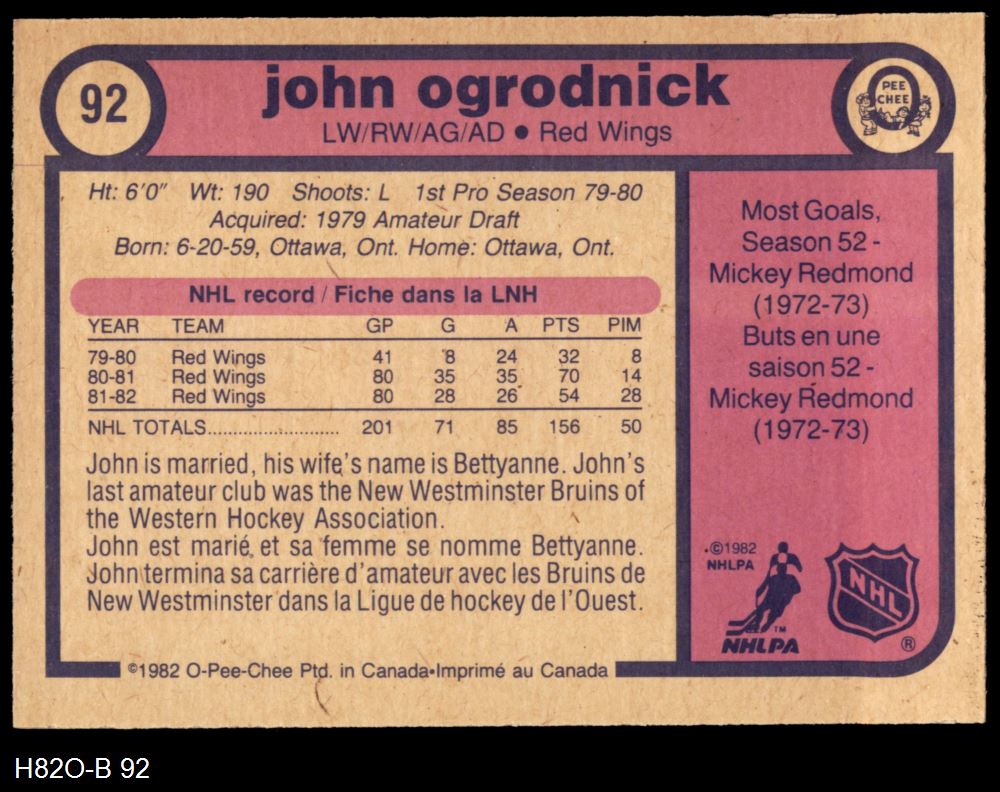 92
john ogrodnick
LW/RW/AG/AD • Red Wings
PEE
CHEE
Ht: 6'0" Wt: 190 Shoots: L 1st Pro Season 79-80
Acquired: 1979 Amateur Draft
Born: 6-20-59, Ottawa, Ont. Home: Ottawa, Ont.
NHL record / Fiche dans la LNH
YEAR TEAM GP G A PTS PIM
79-80 Red Wings 41 8 24 32 8
80-81 Red Wings 80 35 35 70 14
81-82 Red Wings 80 28 26 54 28
NHL TOTALS............................ 201 71 85 156 50
John is married, his wife's name is Bettyanne. John's
last amateur club was the New Westminster Bruins of
the Western Hockey Association.
John est marié et sa femme se nomme Bettyanne.
John termina sa carrière d'amateur avec les Bruins de
New Westminster dans la Ligue de hockey de l'Ouest.
©1982 O-Pee-Chee Ptd. in Canada•Imprimé au Canada
Most Goals,
Season 52 -
Mickey Redmond
(1972-73)
Buts en une
saison 52 -
Mickey Redmond
(1972-73)
©1982
NHLPA
TM
NHLPA
NHL
®
H82O-B 92